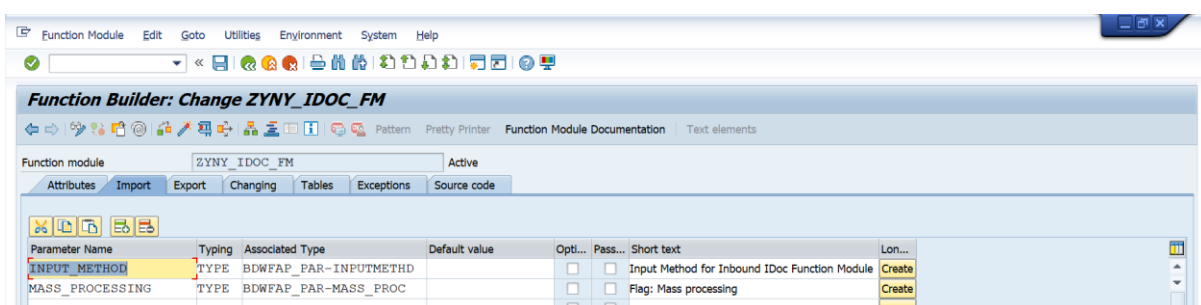 Function Module Edit Goto Utilities Environment System Help
Function Builder: Change ZYNY_IDOC_FM
Pattern Pretty Printer Function Module Documentation Text elements
Function module ZYNY_IDOC_FM Active
Attributes Import Export Changing Tables Exceptions Source code
Parameter Name Typing Associated Type Default value Opti... Pass... Short text Lon...
INPUT_METHOD TYPE BDWFAP_PAR-INPUTMETHD Input Method for Inbound IDoc Function Module Create
MASS_PROCESSING TYPE BDWFAP_PAR-MASS_PROC Flag: Mass processing Create